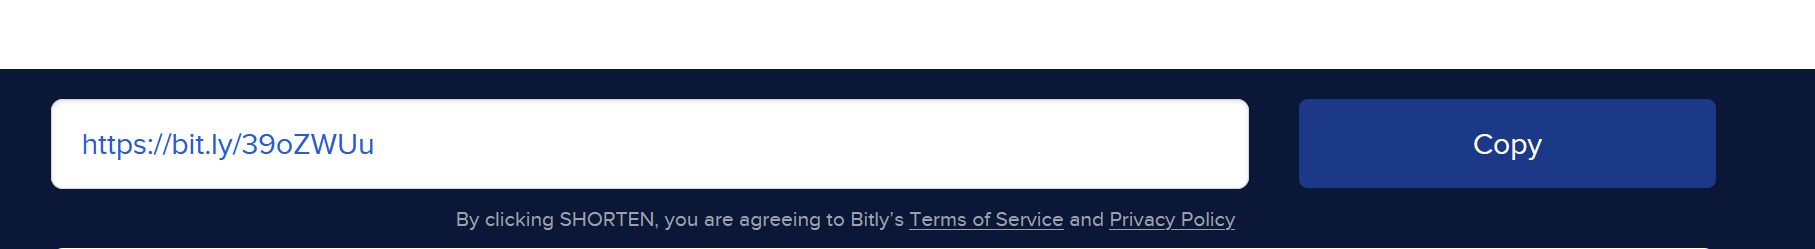 https://bit.ly/39oZWUu
Copy
By clicking SHORTEN, you are agreeing to Bitly’s Terms of Service and Privacy Policy